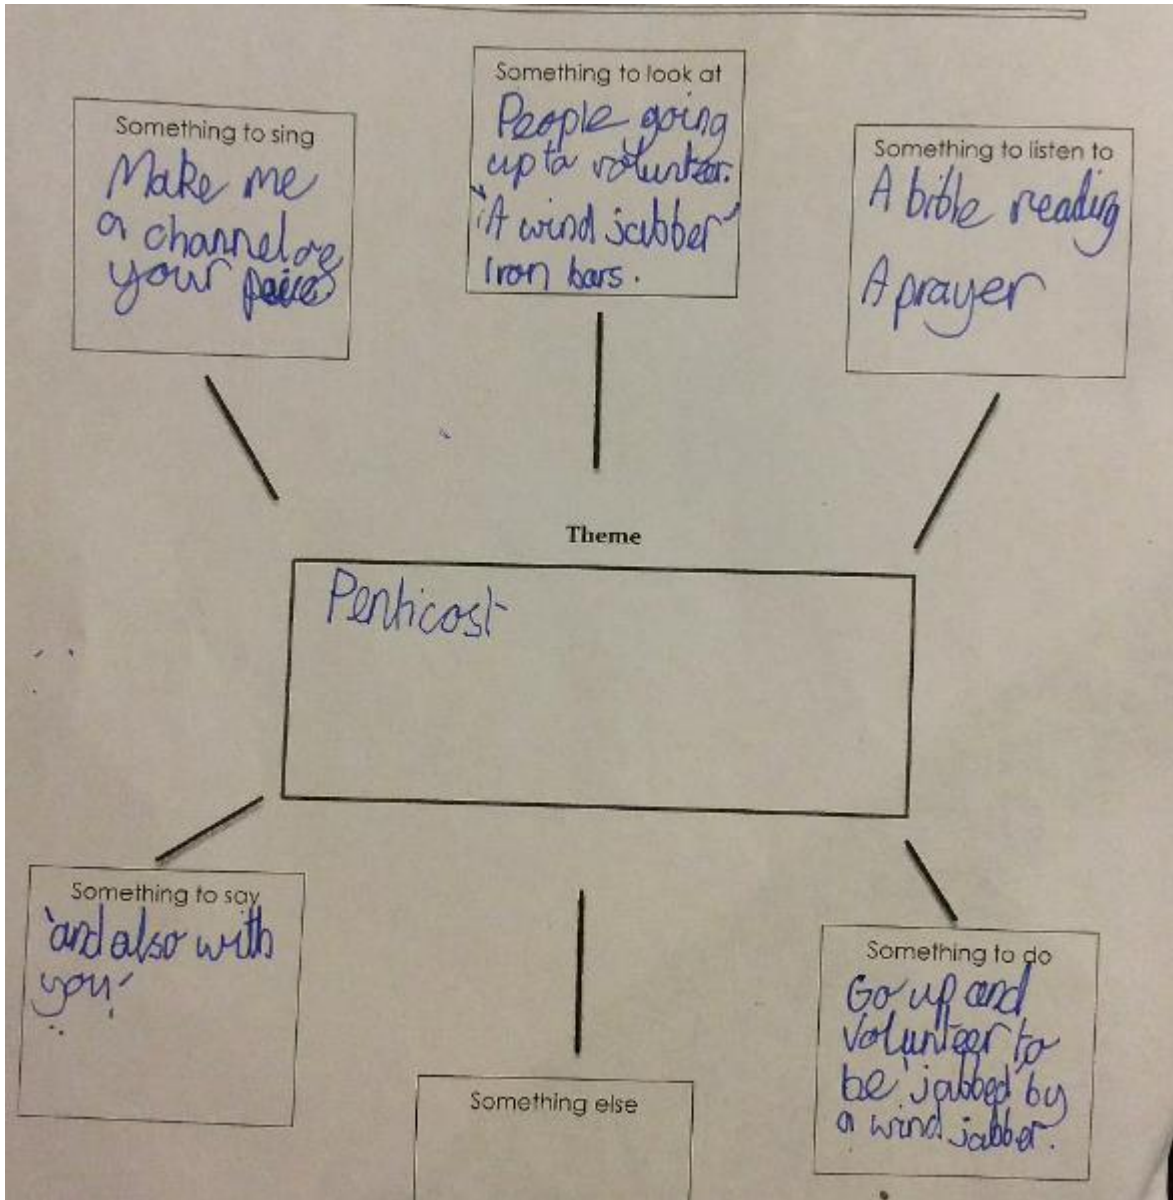 Something to look at
People going
up to volunteer.
'A wind jabber'
Iron bars.
Something to sing
Make me
a channel of
your
Something to listen to
A bible reading
A prayer
Theme
Penticost
Something to say
'and also with
you'
Something to do
Go up and
volunteer to
be 'jabbed' by
a wind jabber.
Something else